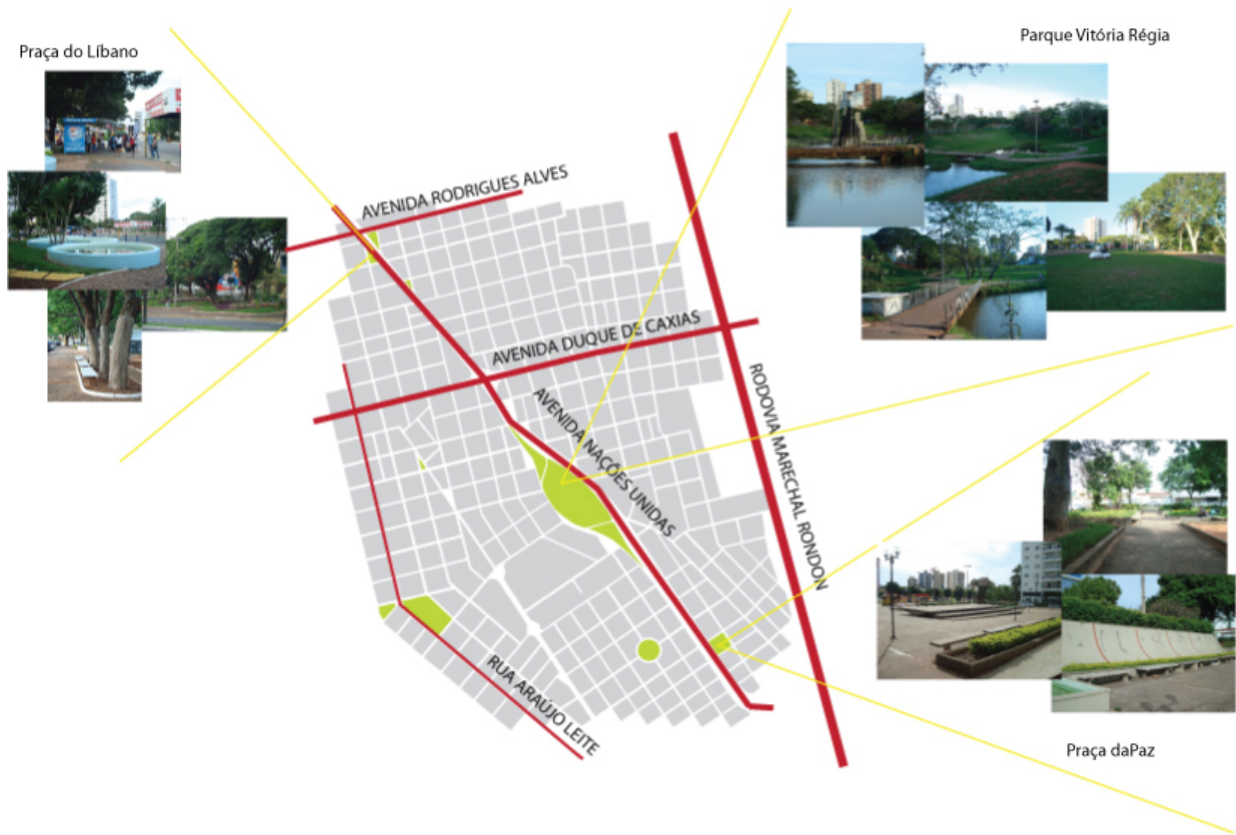 Praça do Líbano
Parque Vitória Régia
AVENIDA RODRIGUES ALVES
AVENIDA DUQUE DE CAXIAS
AVENIDA NAÇÕES UNIDAS
RODOVIA MARECHAL RONDON
RUA ARAÚJO LEITE
Praça daPaz